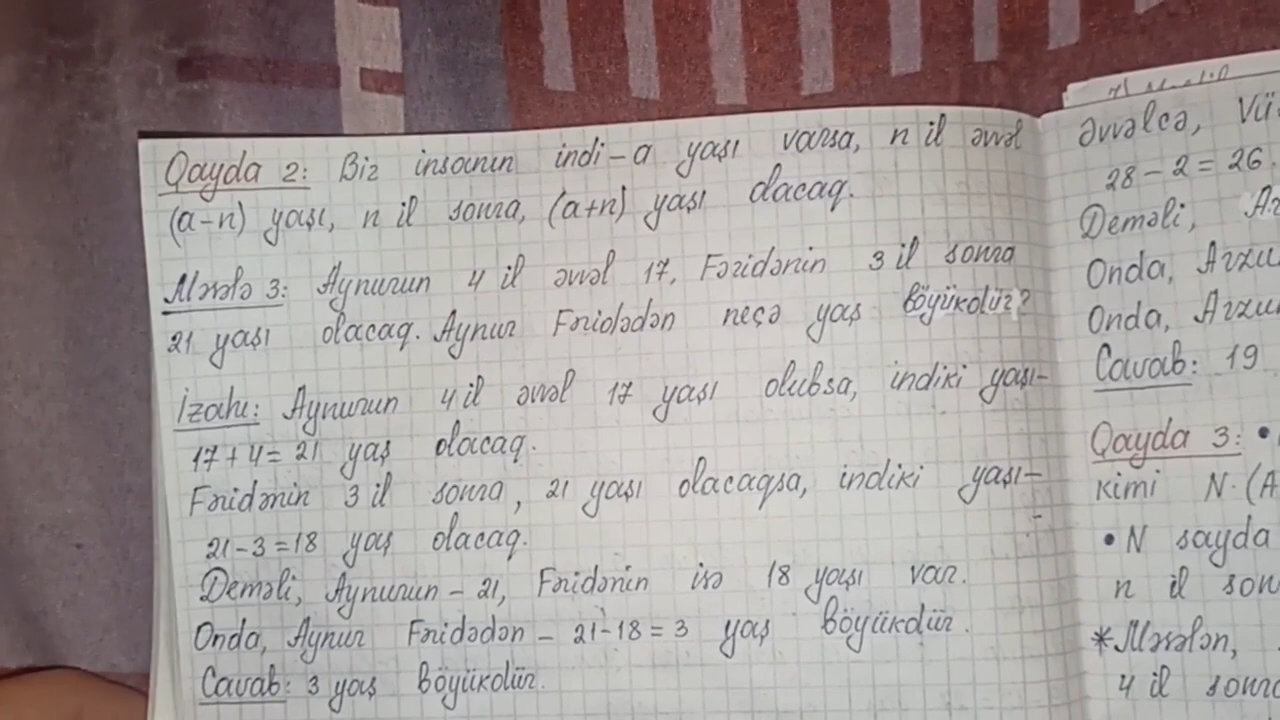 Qayda 2: Biz insanın indi-a yaşı varsa, n il əvvəl
(a-n) yaşı, n il sonra, (a+n) yaşı olacaq.
Məsələ 3: Aynurun 4 il əvvəl 17, Fəridənin 3 il sonra
21 yaşı olacaq. Aynur Fəridədən neçə yaş böyükdür?
İzahı: Aynurun 4 il əvvəl 17 yaşı olubsa, indiki yaşı-
17+4=21 yaş olacaq.
Fəridənin 3 il sonra, 21 yaşı olacaqsa, indiki yaşı-
21-3=18 yaş olacaq.
Deməli, Aynurun - 21, Fəridənin isə 18 yaşı var.
Onda, Aynur Fəridədən - 21-18=3 yaş böyükdür.
Cavab: 3 yaş böyükdür.
Əvvəlcə,
28-2=26.
Deməli,
Onda,
Onda,
Cavab: 19
Qayda 3: •
kimi N·(A
• N sayda
n il
*Məsələn,
4 il